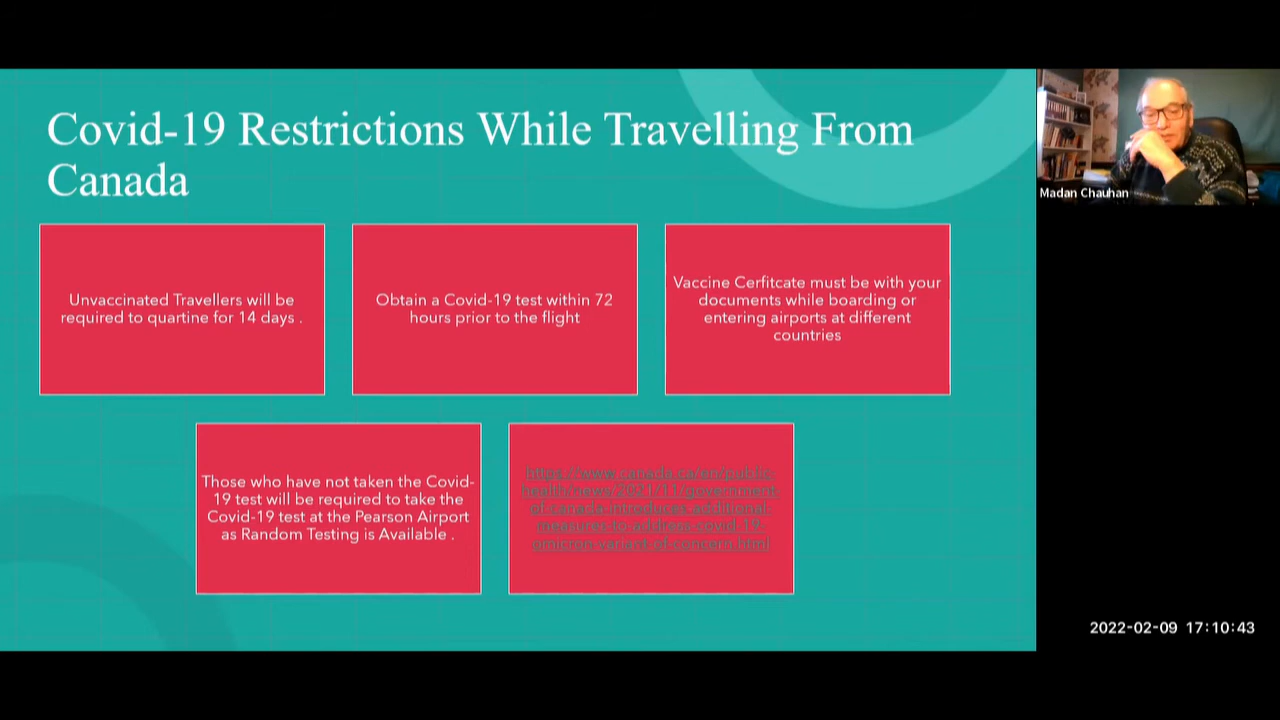 Covid-19 Restrictions While Travelling From
Canada
Unvaccinated Travellers will be
required to quartine for 14 days .
Obtain a Covid-19 test within 72
hours prior to the flight
Vaccine Cerfitcate must be with your
documents while boarding or
entering airports at different
countries
Those who have not taken the Covid-
19 test will be required to take the
Covid-19 test at the Pearson Airport
as Random Testing is Available .
https://www.canada.ca/en/public-
health/news/2021/11/government-
of-canada-introduces-additional-
measures-to-address-covid-19-
omicron-variant-of-concern.html
Madan Chauhan
2022-02-09 17:10:43